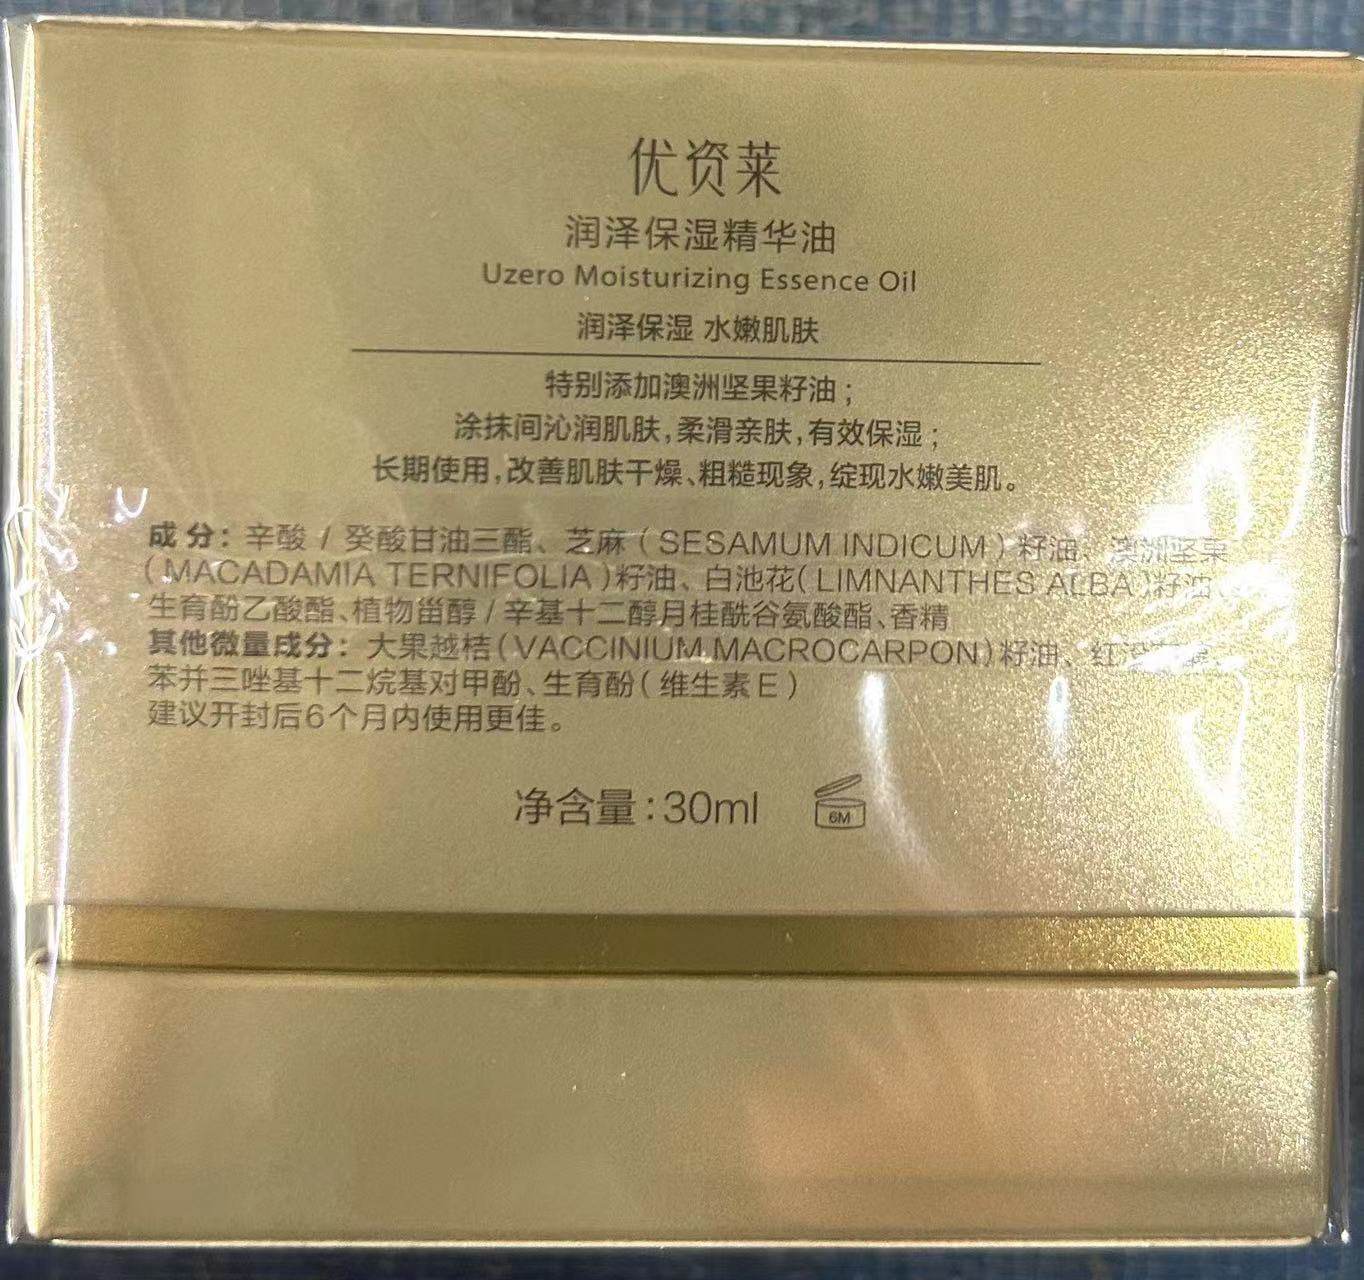 优资莱
润泽保湿精华油
Uzero Moisturizing Essence Oil
润泽保湿 水嫩肌肤
特别添加澳洲坚果籽油；
涂抹间沁润肌肤,柔滑亲肤,有效保湿；
长期使用,改善肌肤干燥、粗糙现象,绽现水嫩美肌。
成分：辛酸 / 癸酸甘油三酯、芝麻（SESAMUM INDICUM）籽油、澳洲坚果
（MACADAMIA TERNIFOLIA）籽油、白池花（LIMNANTHES ALBA）籽油、
生育酚乙酸酯、植物甾醇 / 辛基十二醇月桂酰谷氨酸酯、香精
其他微量成分：大果越桔（VACCINIUM MACROCARPON）籽油、
苯并三唑基十二烷基对甲酚、生育酚（维生素E）
建议开封后6个月内使用更佳。
净含量：30ml
6M